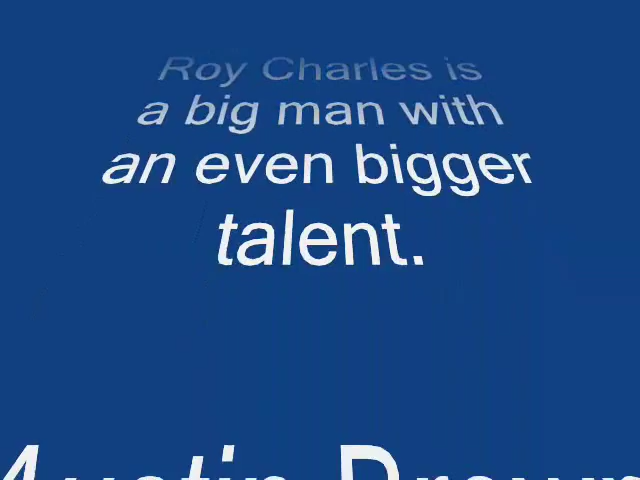 Roy Charles is
a big man with
an even bigger
talent.